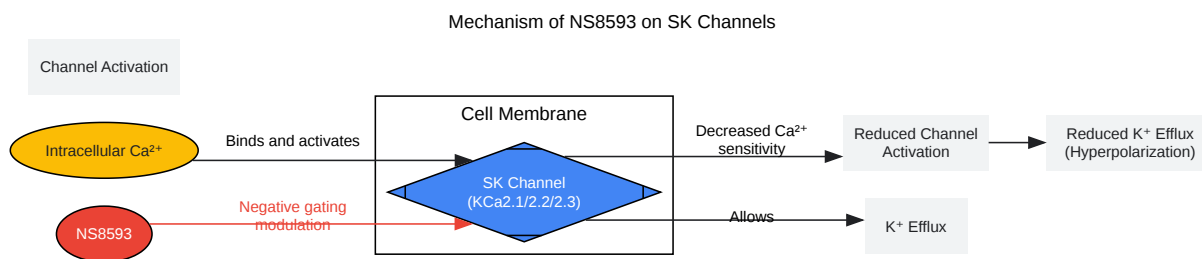 Mechanism of NS8593 on SK Channels
Channel Activation
Cell Membrane
Intracellular Ca²⁺
Binds and activates
SK Channel
(KCa2.1/2.2/2.3)
Decreased Ca²⁺
sensitivity
Reduced Channel
Activation
Reduced K⁺ Efflux
(Hyperpolarization)
NS8593
Negative gating
modulation
Allows
K⁺ Efflux